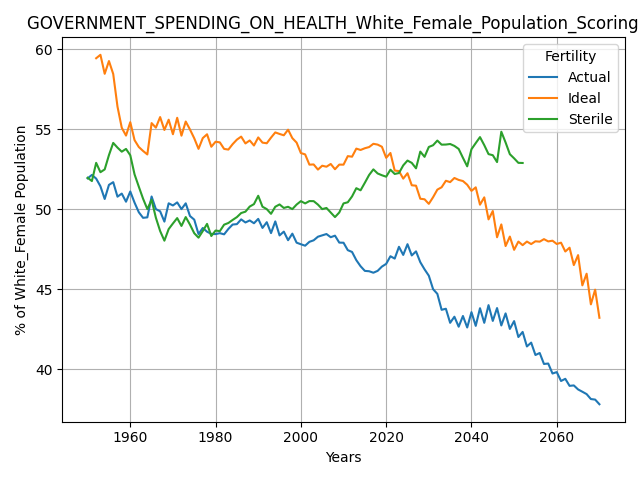 GOVERNMENT_SPENDING_ON_HEALTH_White_Female_Population_Scoring
% of White_Female Population
60
55
50
45
40
Fertility
Actual
Ideal
Sterile
1960
1980
2000
2020
2040
2060
Years